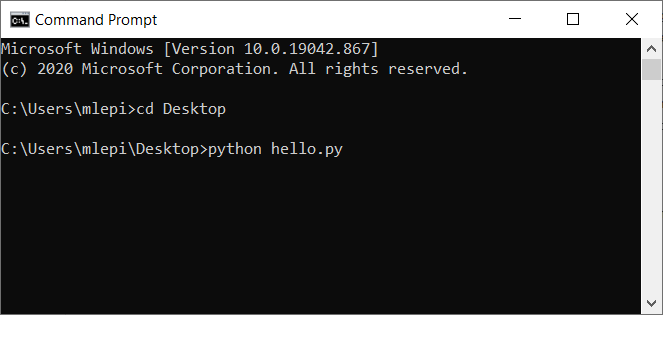 Command Prompt
Microsoft Windows [Version 10.0.19042.867]
(c) 2020 Microsoft Corporation. All rights reserved.
C:\Users\mlepi>cd Desktop
C:\Users\mlepi\Desktop>python hello.py